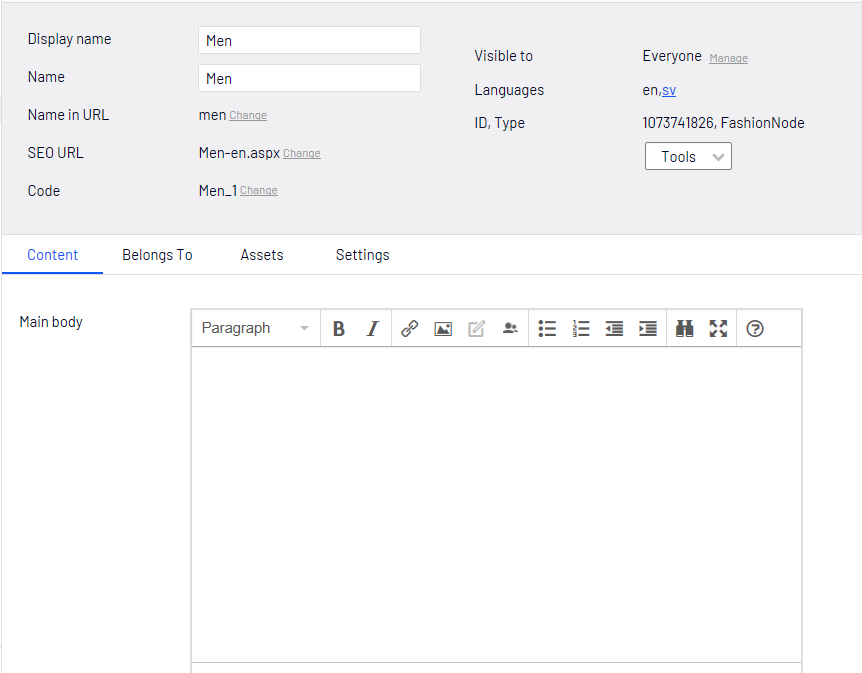 Display name Men
Name Men
Name in URL men Change
SEO URL Men-en.aspx Change
Code Men_1 Change
Visible to Everyone Manage
Languages en,sv
ID, Type 1073741826, FashionNode
Tools
Content Belongs To Assets Settings
Main body
Paragraph B I